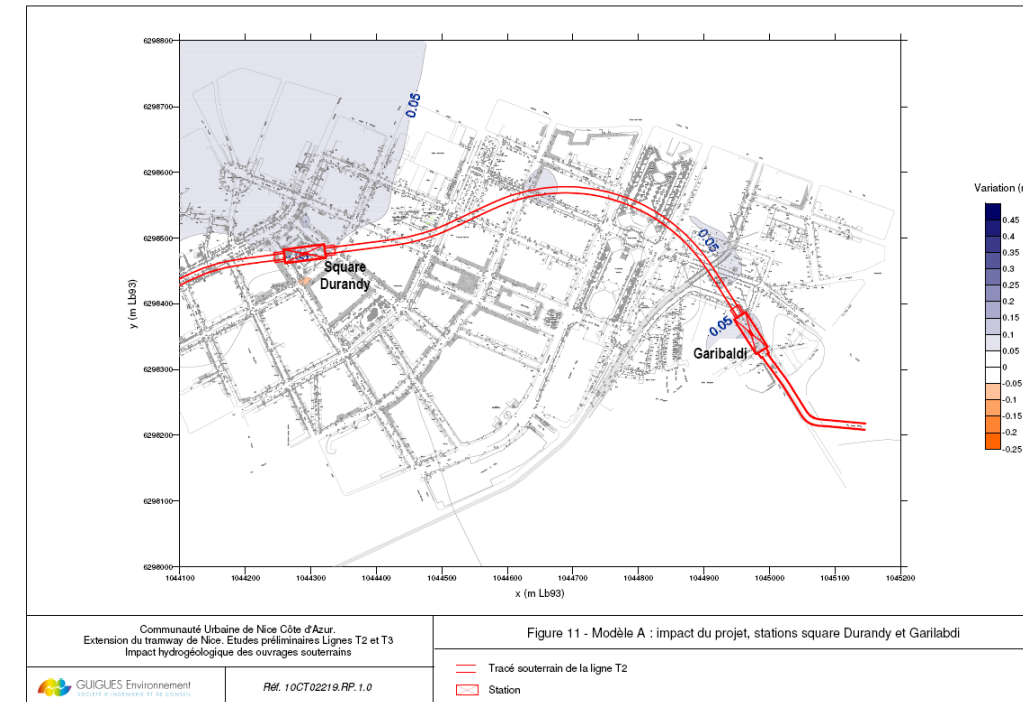 6298800
6298700
6298600
6298500
6298400
6298300
6298200
6298100
6298000
y (m Lb93)
1044100
1044200
1044300
1044400
1044500
1044600
1044700
1044800
1044900
1045000
1045100
1045200
x (m Lb93)
0.05
Square
Durandy
0.05
0.05
Garibaldi
Variation (
0.45
0.4
0.35
0.3
0.25
0.2
0.15
0.1
0.05
0
-0.05
-0.1
-0.15
-0.2
-0.25
Communauté Urbaine de Nice Côte d'Azur.
Extension du tramway de Nice. Etudes préliminaires Lignes T2 et T3
Impact hydrogéologique des ouvrages souterrains
GUIGUES Environnement
SOCIÉTÉ D'INGÉNIERIE ET DE CONSEIL
Réf. 10CT02219.RP.1.0
Figure 11 - Modèle A : impact du projet, stations square Durandy et Garilabdi
Tracé souterrain de la ligne T2
Station